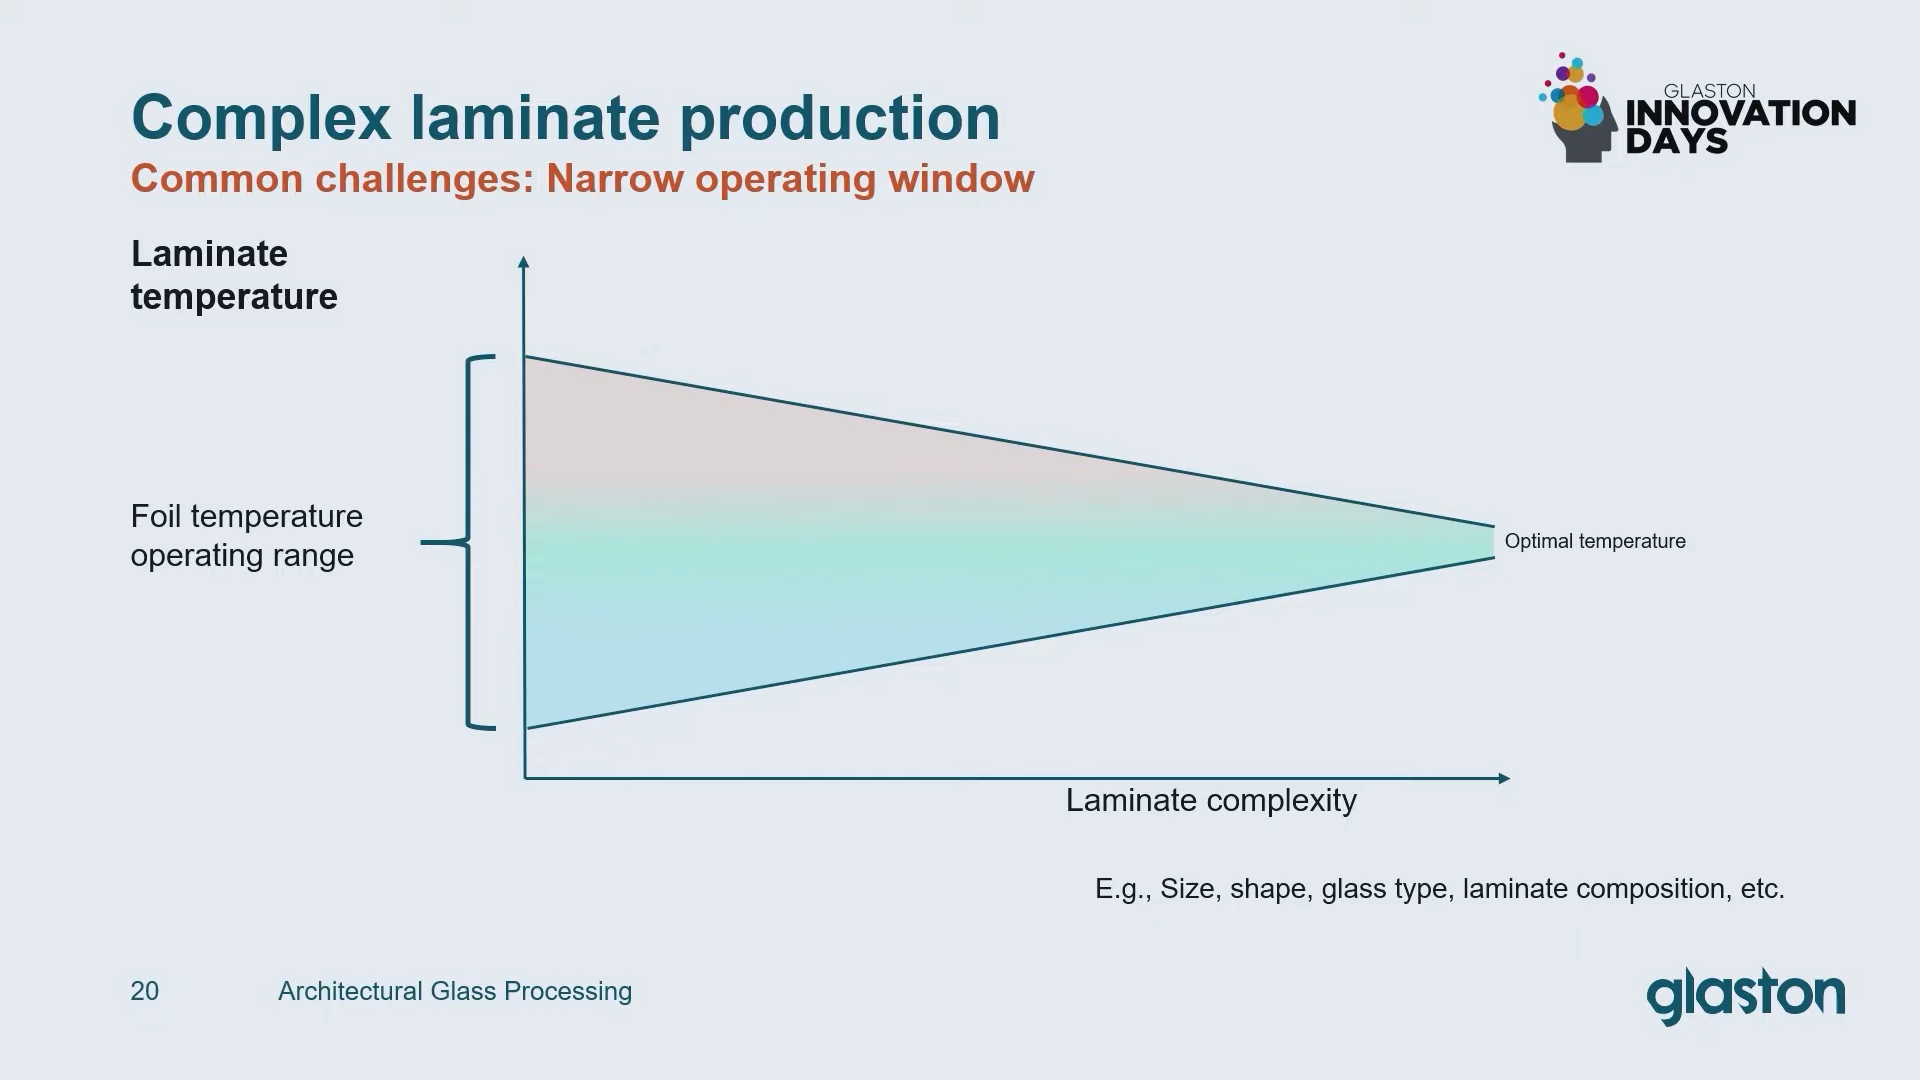 Complex laminate production
Common challenges: Narrow operating window
GLASTON
INNOVATION
DAYS
Laminate
temperature
Foil temperature
operating range
Optimal temperature
Laminate complexity
E.g., Size, shape, glass type, laminate composition, etc.
20
Architectural Glass Processing
glaston